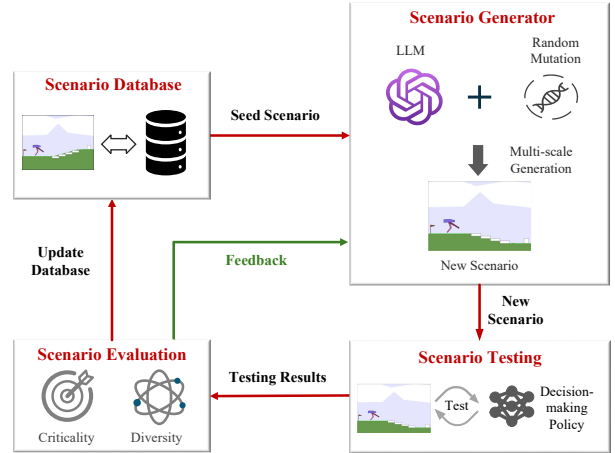 Scenario Database
Seed Scenario
Scenario Generator
LLM
Random
Mutation
Multi-scale
Generation
New Scenario
Update
Database
Feedback
New
Scenario
Scenario Evaluation
Criticality
Diversity
Testing Results
Scenario Testing
Test
Decision-
making
Policy